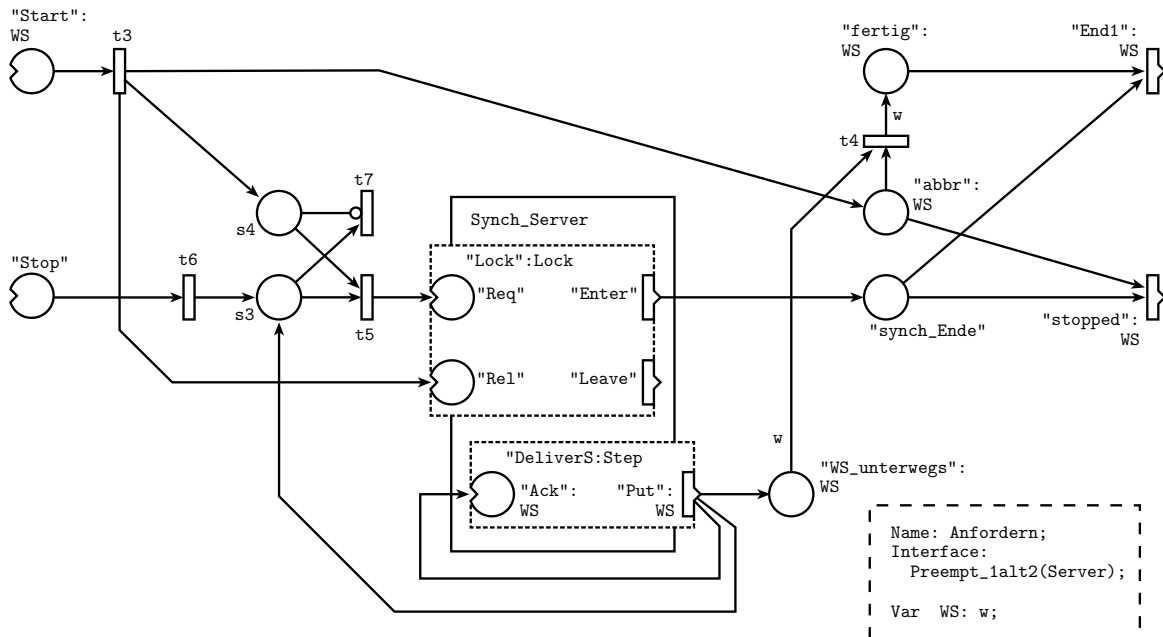 "Start":
WS
t3
"fertig":
WS
"End1":
WS
w
t4
t7
"abbr":
WS
s4
Synch_Server
"Stop"
t6
"Lock":Lock
"Req"
"Enter"
s3
t5
"synch_Ende"
"stopped":
WS
"Rel"
"Leave"
w
"DeliverS:Step
"Ack":
WS
"Put":
WS
"WS_unterwegs":
WS
Name: Anfordern;
Interface:
Preempt_1alt2(Server);
Var  WS: w;